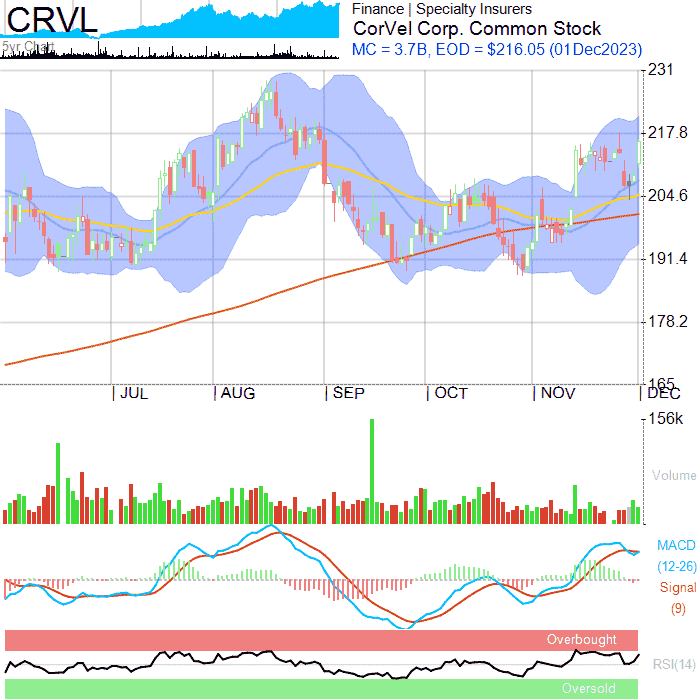 CRVL
5yr Chart
Finance | Specialty Insurers
CorVel Corp. Common Stock
MC = 3.7B, EOD = $216.05 (01Dec2023)
231
217.8
204.6
191.4
178.2
165
| JUL | AUG | SEP | OCT | NOV | DEC
156k
Volume
MACD
(12-26)
Signal
(9)
Overbought
RSI(14)
Oversold